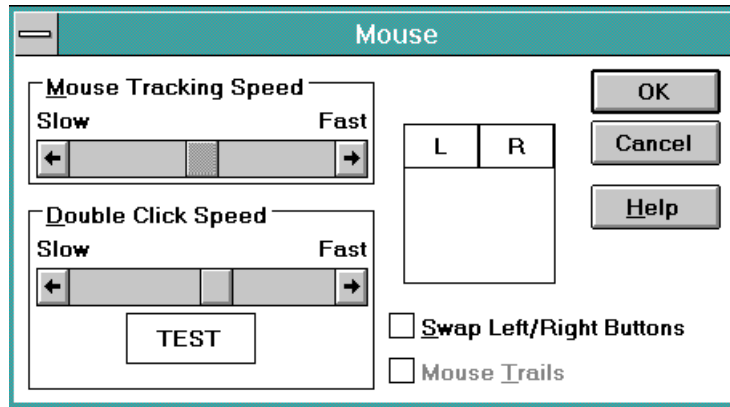 Mouse
Mouse Tracking Speed
Slow Fast
Double Click Speed
Slow Fast
TEST
L R
Swap Left/Right Buttons
Mouse Trails
OK
Cancel
Help